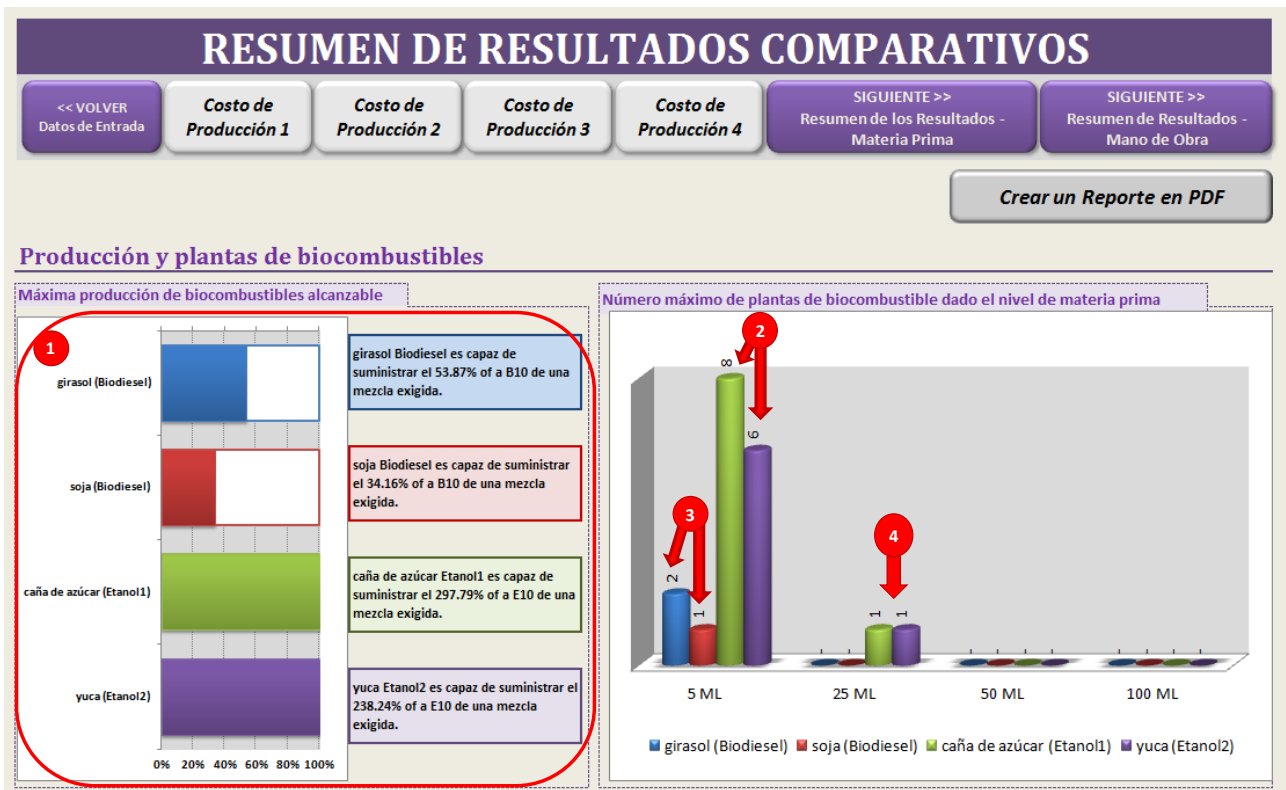 RESUMEN DE RESULTADOS COMPARATIVOS
<< VOLVER
Datos de Entrada
Costo de
Producción 1
Costo de
Producción 2
Costo de
Producción 3
Costo de
Producción 4
SIGUIENTE >>
Resumen de los Resultados -
Materia Prima
SIGUIENTE >>
Resumen de Resultados -
Mano de Obra
Crear un Reporte en PDF
Producción y plantas de biocombustibles
Máxima producción de biocombustibles alcanzable
1
girasol (Biodiesel)
soja (Biodiesel)
caña de azúcar (Etanol1)
yuca (Etanol2)
0% 20% 40% 60% 80% 100%
girasol Biodiesel es capaz de
suministrar el 53.87% of a B10 de una
mezcla exigida.
soja Biodiesel es capaz de suministrar
el 34.16% of a B10 de una mezcla
exigida.
caña de azúcar Etanol1 es capaz de
suministrar el 297.79% of a E10 de una
mezcla exigida.
yuca Etanol2 es capaz de suministrar el
238.24% of a E10 de una mezcla
exigida.
Número máximo de plantas de biocombustible dado el nivel de materia prima
2
3
4
2
1
8
6
1
1
- - - - - - - - - -
5 ML 25 ML 50 ML 100 ML
girasol (Biodiesel) soja (Biodiesel) caña de azúcar (Etanol1) yuca (Etanol2)